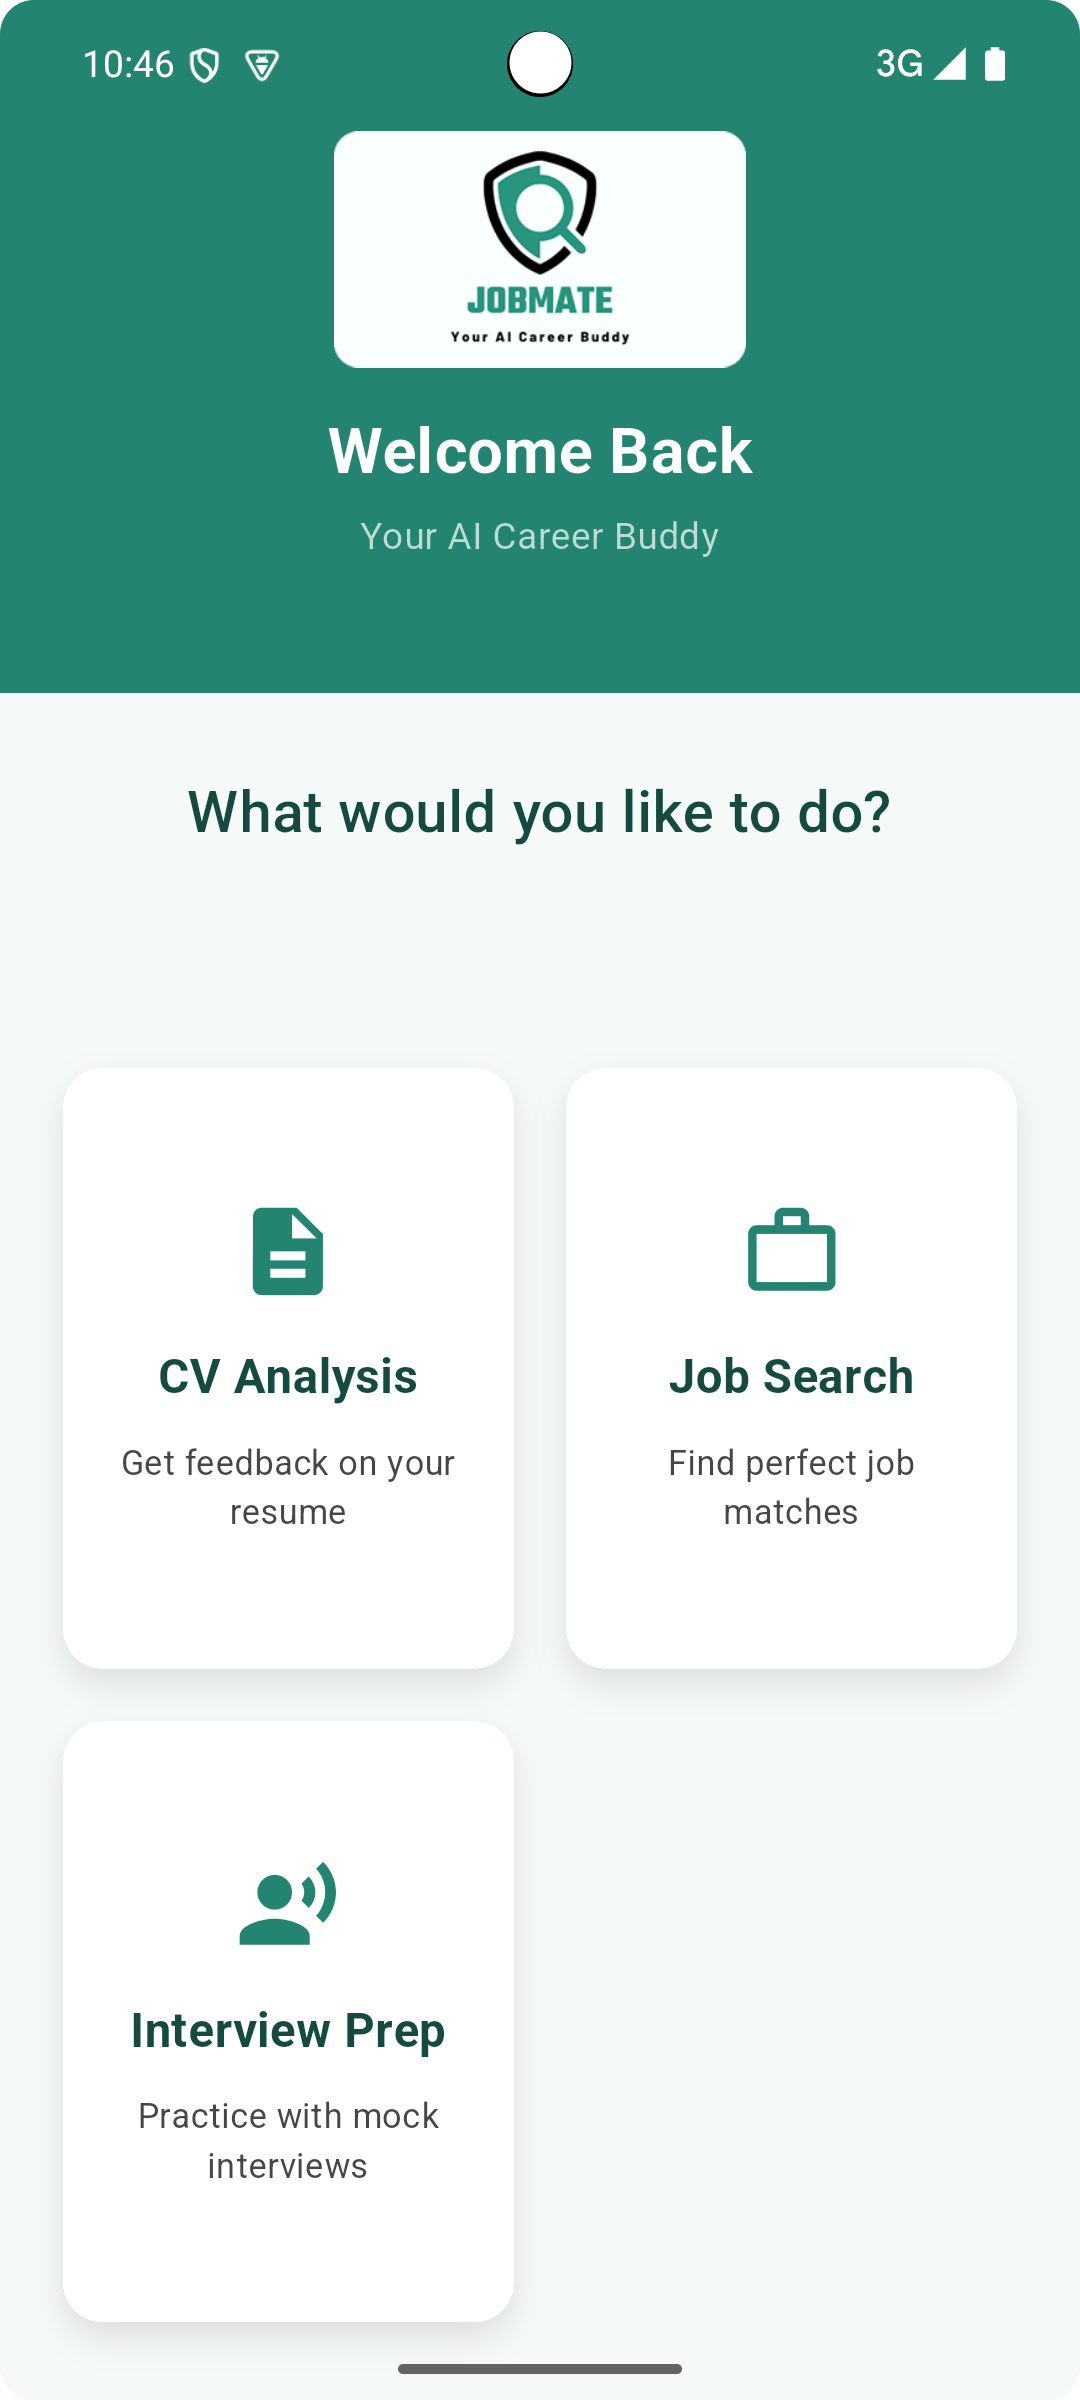 10:46
3G
JOBMATE
Your AI Career Buddy
Welcome Back
Your AI Career Buddy
What would you like to do?
CV Analysis
Get feedback on your
resume
Job Search
Find perfect job
matches
Interview Prep
Practice with mock
interviews